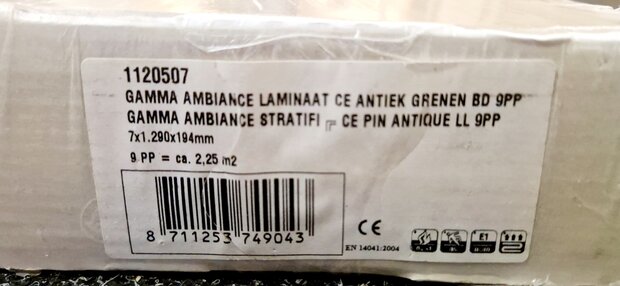 1120507
GAMMA AMBIANCE LAMINAAT CE ANTIEK GRENEN BD 9PP
GAMMA AMBIANCE STRATIFI CE PIN ANTIQUE LL 9PP
7x1.290x194mm
9 PP = ca. 2,25 m2
8 711253 749043
CE
EN 14041:2004
E1